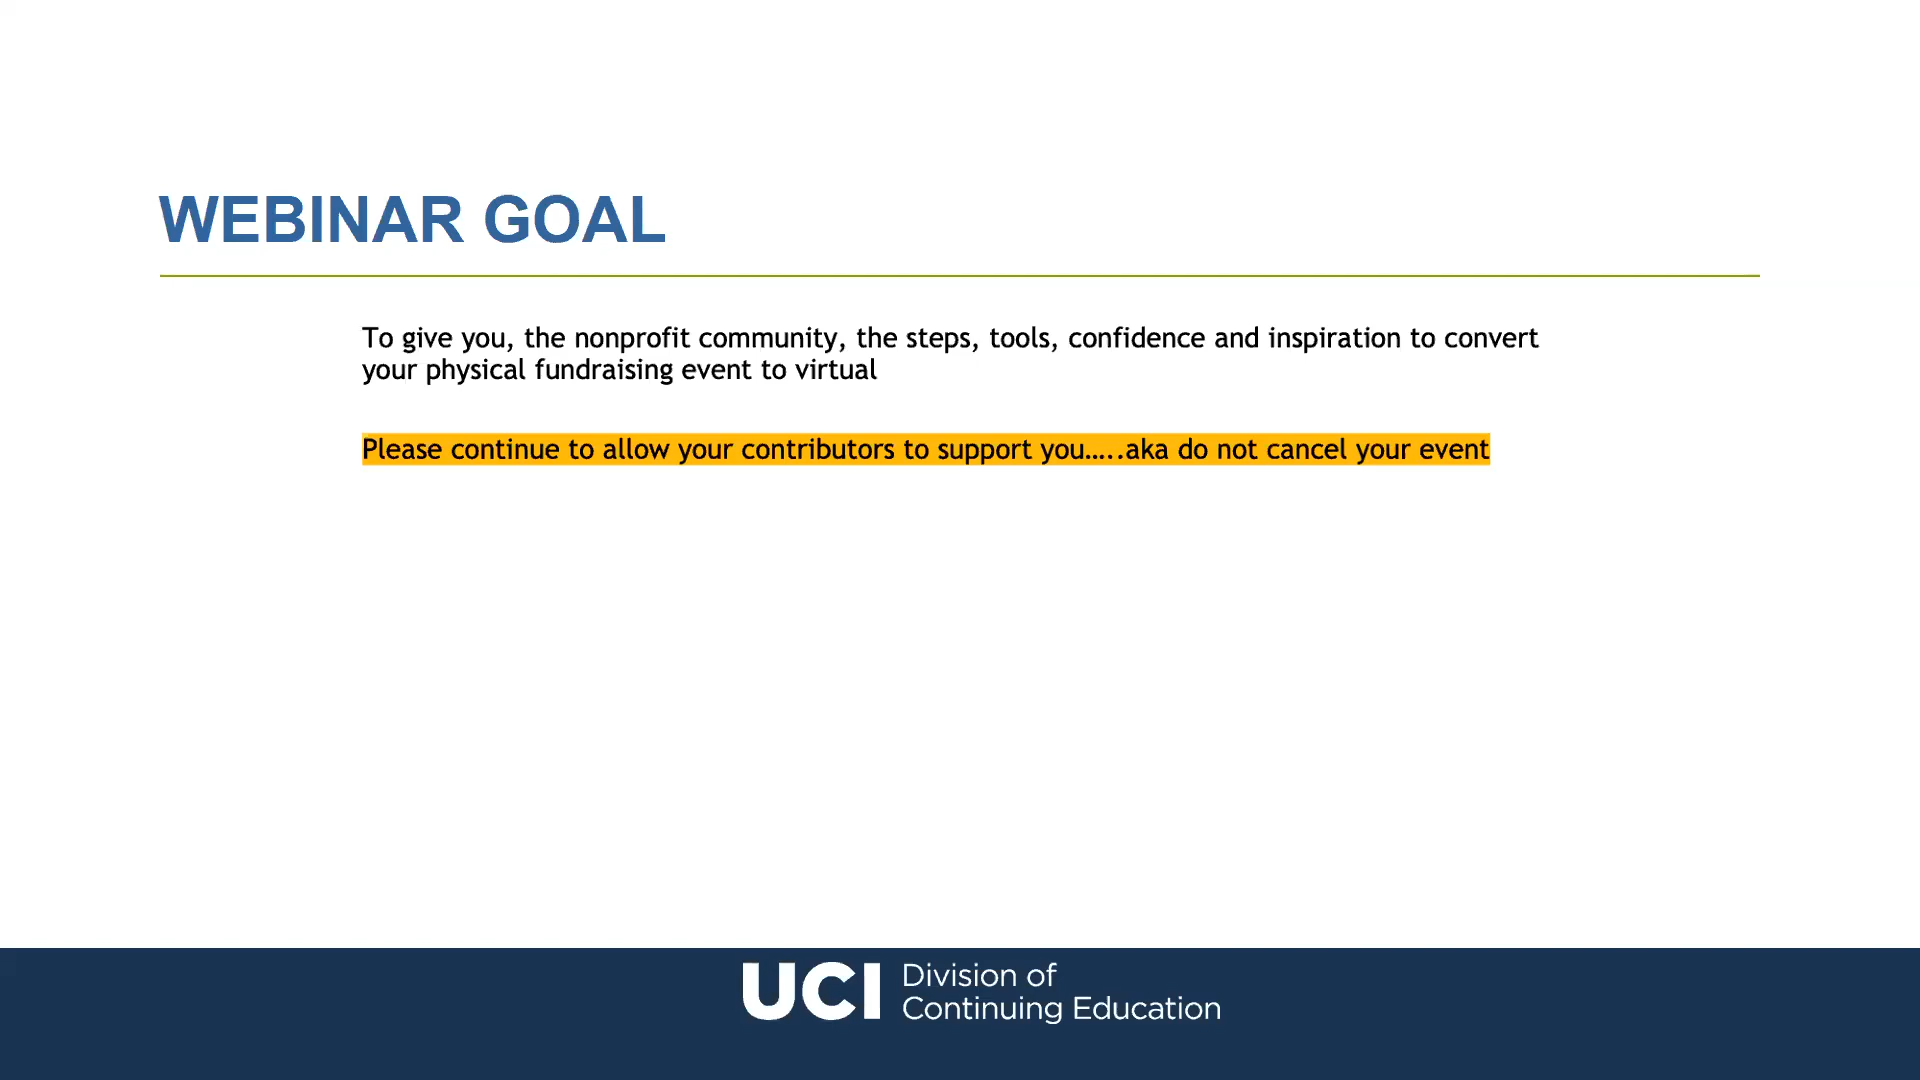 WEBINAR GOAL
To give you, the nonprofit community, the steps, tools, confidence and inspiration to convert
your physical fundraising event to virtual
Please continue to allow your contributors to support you…..aka do not cancel your event
UCI Division of
Continuing Education